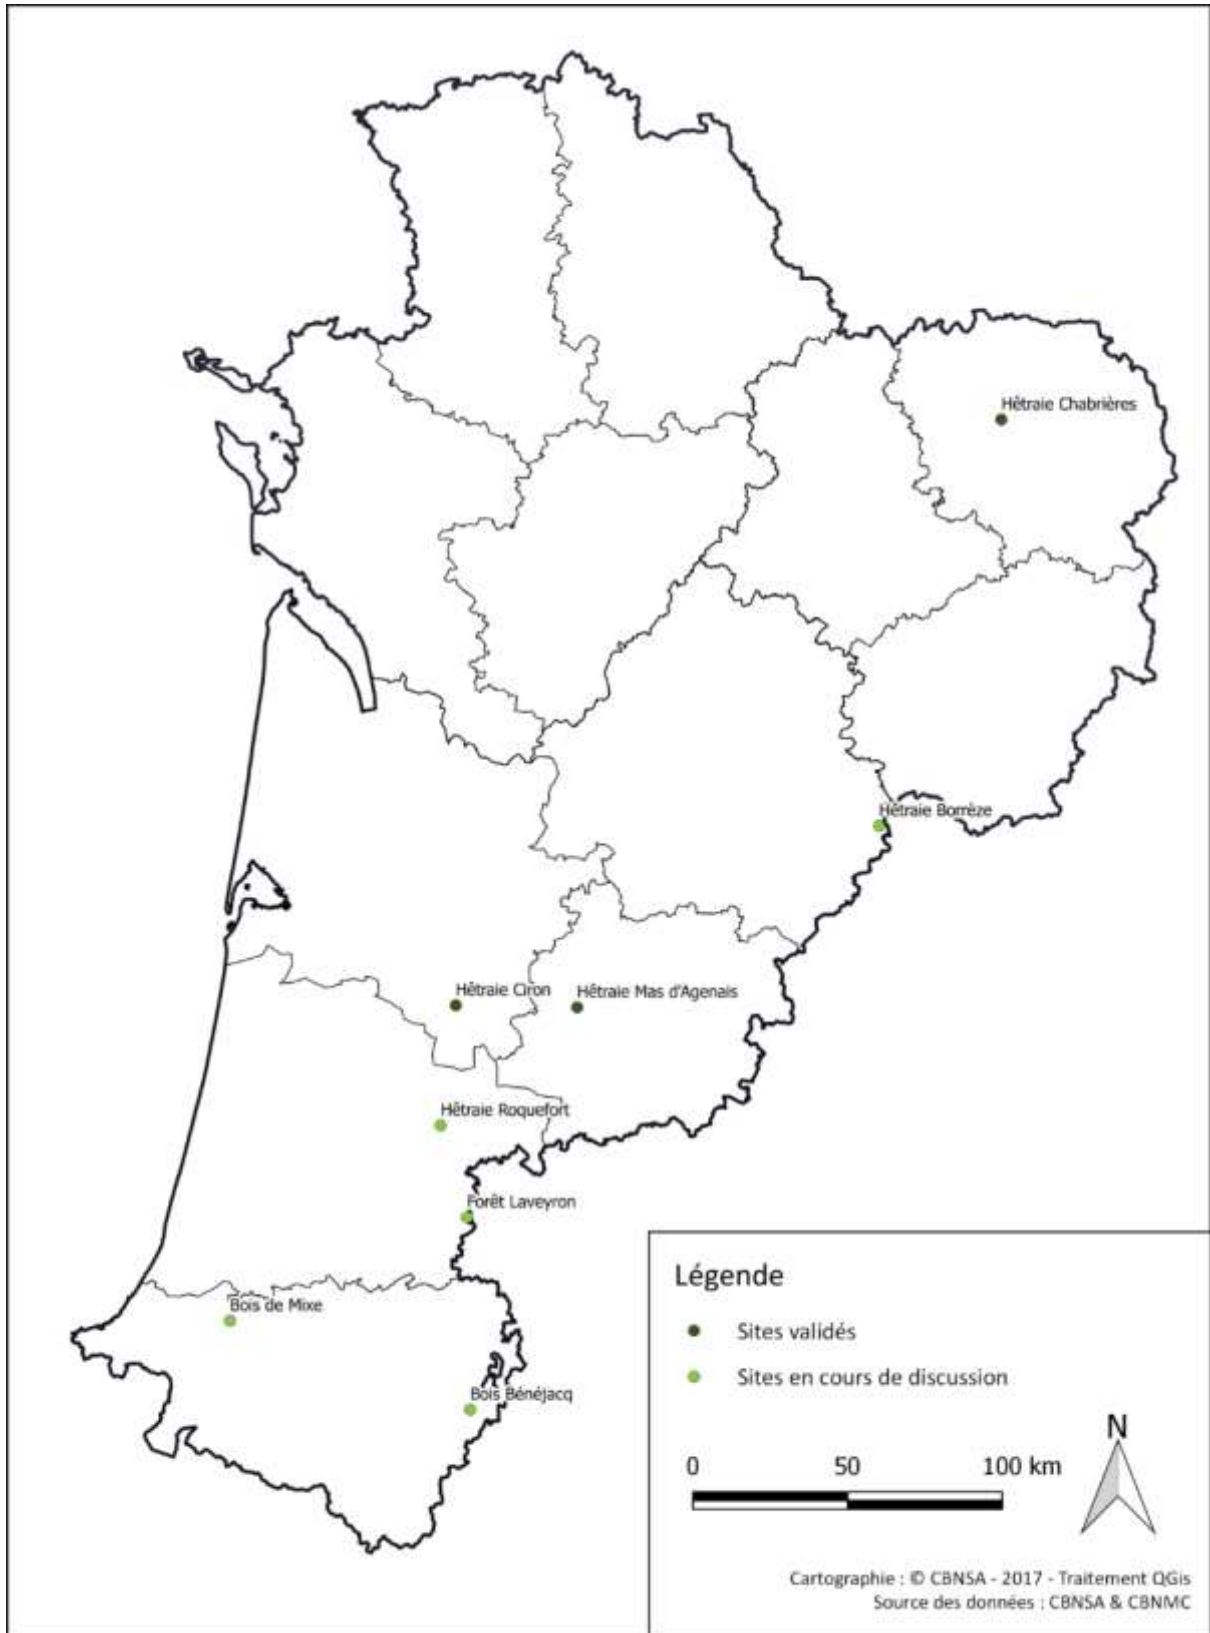 Hêtraie Chabrières
Hêtraie Borrèze
Hêtraie Ciron
Hêtraie Mas d'Agenais
Hêtraie Roquefort
Forêt Laveyron
Bois de Mixe
Bois Bénéjacq
Légende
Sites validés
Sites en cours de discussion
0 50 100 km
N
Cartographie : © CBNSA - 2017 - Traitement QGis
Source des données : CBNSA & CBNMC